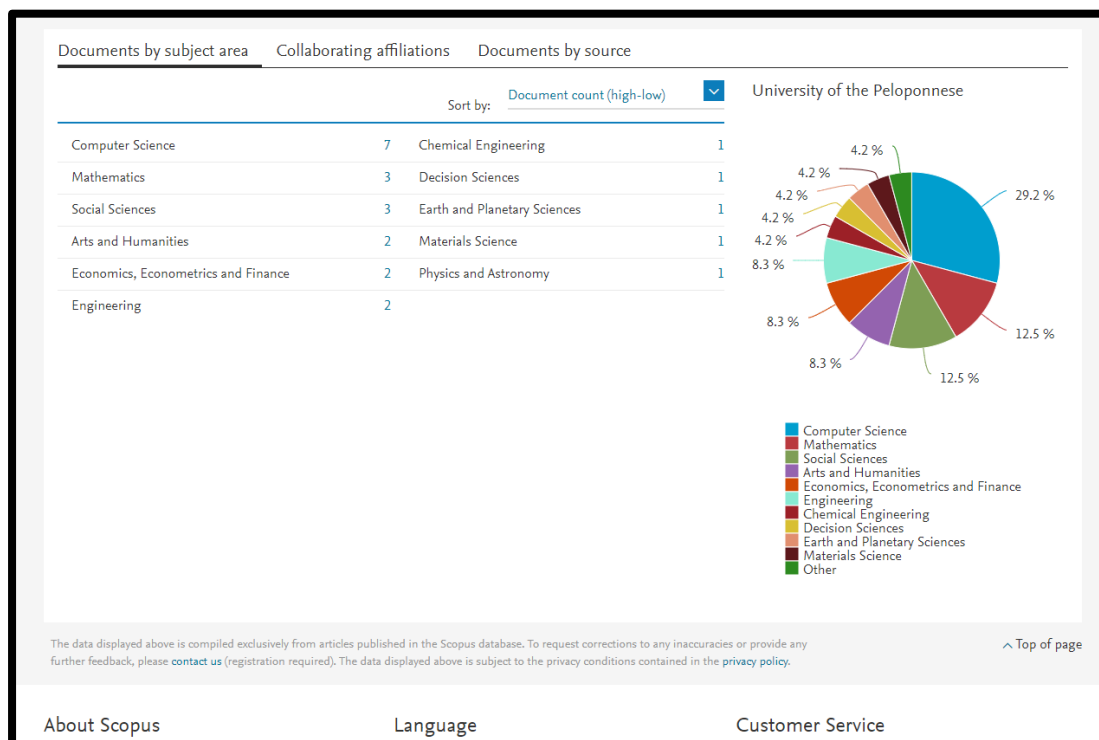 Documents by subject area Collaborating affiliations Documents by source
Sort by: Document count (high-low)
Computer Science 7 Chemical Engineering 1
Mathematics 3 Decision Sciences 1
Social Sciences 3 Earth and Planetary Sciences 1
Arts and Humanities 2 Materials Science 1
Economics, Econometrics and Finance 2 Physics and Astronomy 1
Engineering 2
University of the Peloponnese
4.2 %
4.2 %
4.2 %
4.2 %
4.2 %
8.3 %
8.3 %
8.3 %
29.2 %
12.5 %
12.5 %
Computer Science
Mathematics
Social Sciences
Arts and Humanities
Economics, Econometrics and Finance
Engineering
Chemical Engineering
Decision Sciences
Earth and Planetary Sciences
Materials Science
Other
The data displayed above is compiled exclusively from articles published in the Scopus database. To request corrections to any inaccuracies or provide any
further feedback, please contact us (registration required). The data displayed above is subject to the privacy conditions contained in the privacy policy.
Top of page
About Scopus Language Customer Service